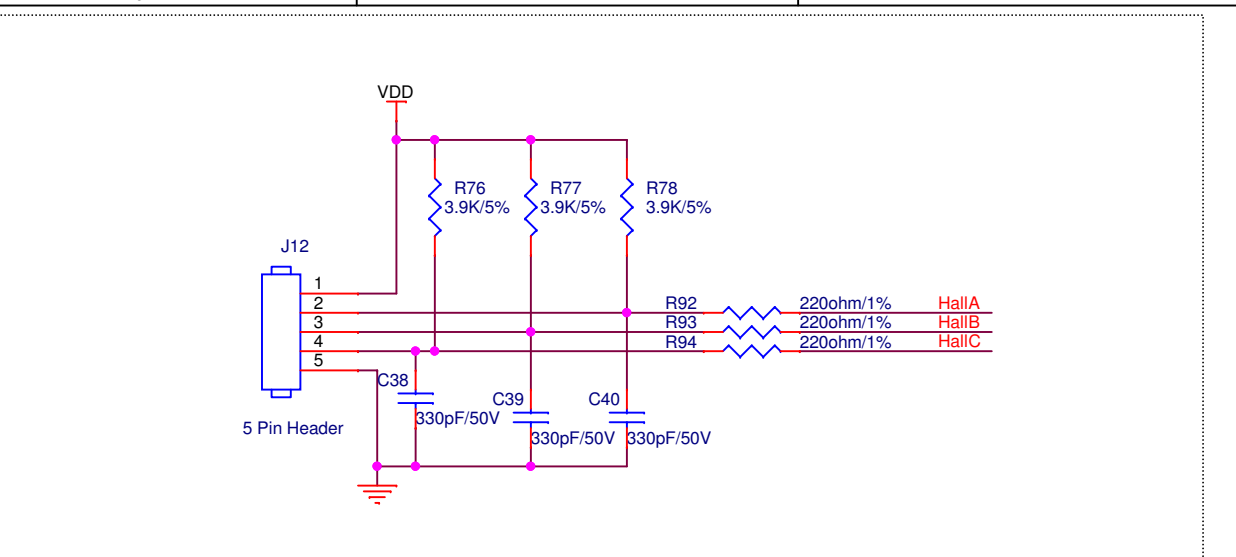 VDD
R76
3.9K/5%
R77
3.9K/5%
R78
3.9K/5%
J12
1
2
3
4
5
R92 220ohm/1% HallA
R93 220ohm/1% HallB
R94 220ohm/1% HallC
C38
330pF/50V
C39
330pF/50V
C40
330pF/50V
5 Pin Header